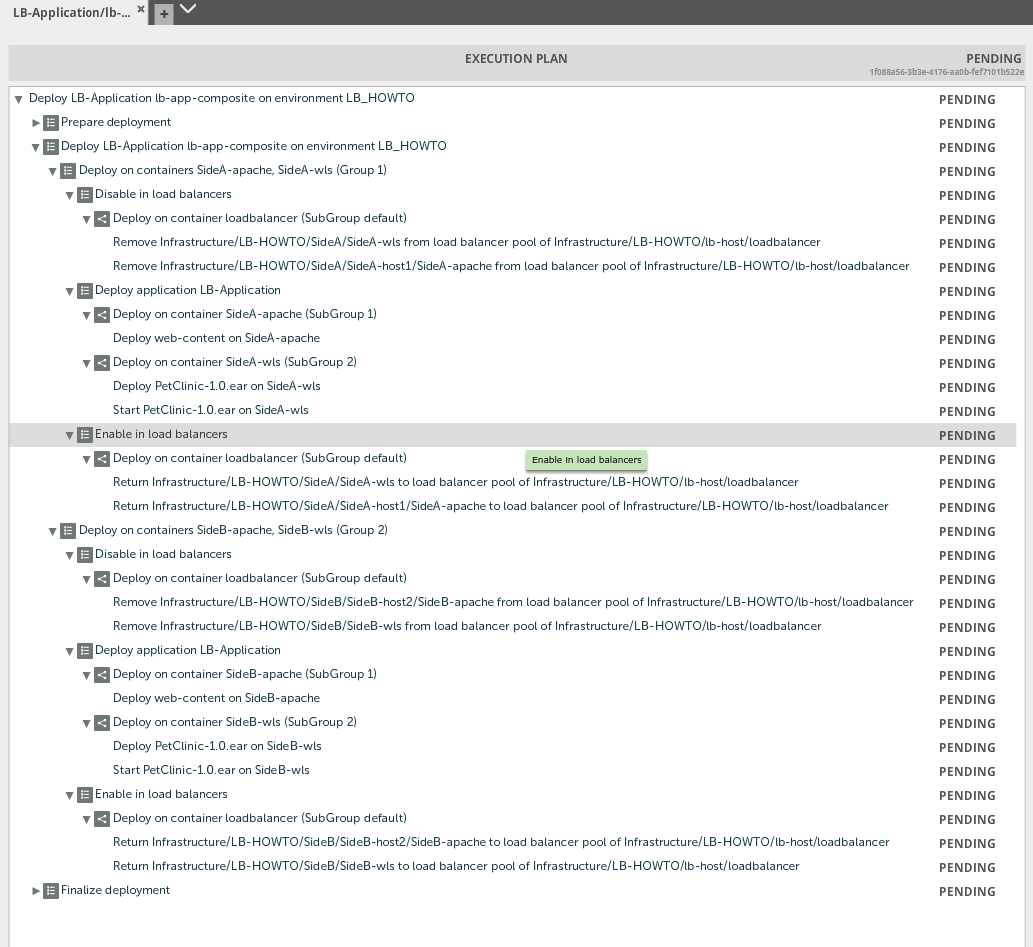 LB-Application/lb-...
EXECUTION PLAN PENDING
1f088a56-3b3e-4176-aa0b-fef7101b522e
Deploy LB-Application lb-app-composite on environment LB_HOWTO PENDING
Prepare deployment PENDING
Deploy LB-Application lb-app-composite on environment LB_HOWTO PENDING
Deploy on containers SideA-apache, SideA-wls (Group 1) PENDING
Disable in load balancers PENDING
Deploy on container loadbalancer (SubGroup default) PENDING
Remove Infrastructure/LB-HOWTO/SideA/SideA-wls from load balancer pool of Infrastructure/LB-HOWTO/lb-host/loadbalancer PENDING
Remove Infrastructure/LB-HOWTO/SideA/SideA-host1/SideA-apache from load balancer pool of Infrastructure/LB-HOWTO/lb-host/loadbalancer PENDING
Deploy application LB-Application PENDING
Deploy on container SideA-apache (SubGroup 1) PENDING
Deploy web-content on SideA-apache PENDING
Deploy on container SideA-wls (SubGroup 2) PENDING
Deploy PetClinic-1.0.ear on SideA-wls PENDING
Start PetClinic-1.0.ear on SideA-wls PENDING
Enable in load balancers PENDING
Deploy on container loadbalancer (SubGroup default) Enable in load balancers PENDING
Return Infrastructure/LB-HOWTO/SideA/SideA-wls to load balancer pool of Infrastructure/LB-HOWTO/lb-host/loadbalancer PENDING
Return Infrastructure/LB-HOWTO/SideA/SideA-host1/SideA-apache to load balancer pool of Infrastructure/LB-HOWTO/lb-host/loadbalancer PENDING
Deploy on containers SideB-apache, SideB-wls (Group 2) PENDING
Disable in load balancers PENDING
Deploy on container loadbalancer (SubGroup default) PENDING
Remove Infrastructure/LB-HOWTO/SideB/SideB-host2/SideB-apache from load balancer pool of Infrastructure/LB-HOWTO/lb-host/loadbalancer PENDING
Remove Infrastructure/LB-HOWTO/SideB/SideB-wls from load balancer pool of Infrastructure/LB-HOWTO/lb-host/loadbalancer PENDING
Deploy application LB-Application PENDING
Deploy on container SideB-apache (SubGroup 1) PENDING
Deploy web-content on SideB-apache PENDING
Deploy on container SideB-wls (SubGroup 2) PENDING
Deploy PetClinic-1.0.ear on SideB-wls PENDING
Start PetClinic-1.0.ear on SideB-wls PENDING
Enable in load balancers PENDING
Deploy on container loadbalancer (SubGroup default) PENDING
Return Infrastructure/LB-HOWTO/SideB/SideB-host2/SideB-apache to load balancer pool of Infrastructure/LB-HOWTO/lb-host/loadbalancer PENDING
Return Infrastructure/LB-HOWTO/SideB/SideB-wls to load balancer pool of Infrastructure/LB-HOWTO/lb-host/loadbalancer PENDING
Finalize deployment PENDING